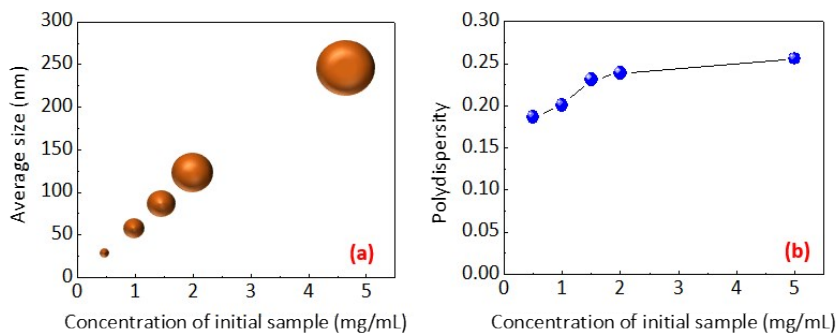 300
250
200
150
100
50
0
Average size (nm)
0 1 2 3 4 5
Concentration of initial sample (mg/mL)
(a)
0.30
0.25
0.20
0.15
0.10
0.05
0.00
Polydispersity
0 1 2 3 4 5
Concentration of initial sample (mg/mL)
(b)